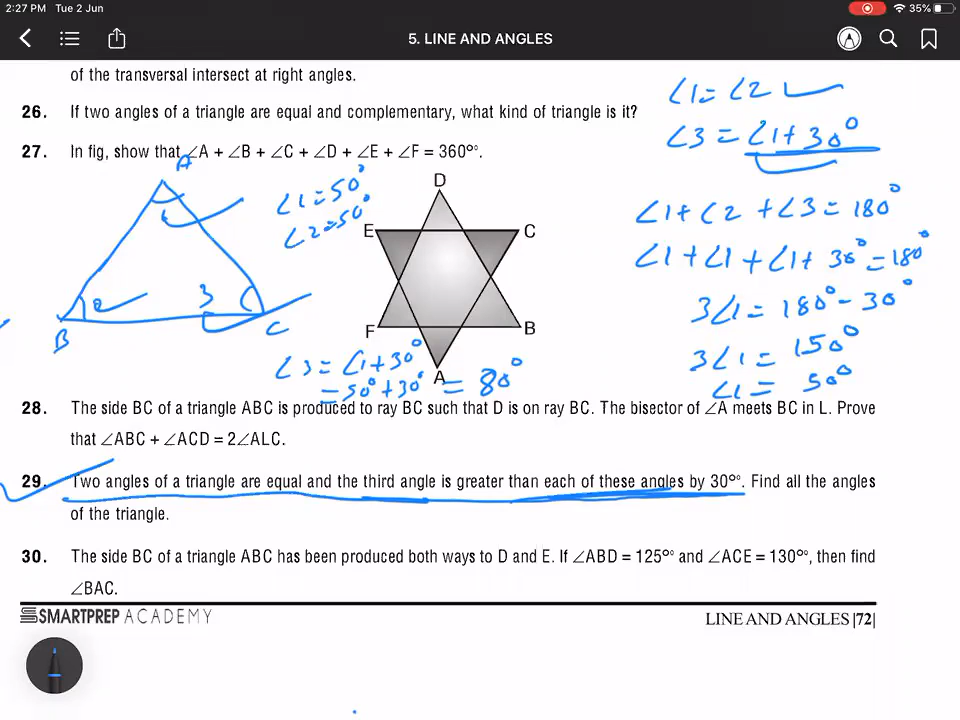 2:27 PM Tue 2 Jun
35%
5. LINE AND ANGLES
of the transversal intersect at right angles.
26. If two angles of a triangle are equal and complementary, what kind of triangle is it?
27. In fig, show that ∠A + ∠B + ∠C + ∠D + ∠E + ∠F = 360°°.
A
B
C
2
3
∠1=50°
∠2=50°
D
E
C
F
B
A
∠3 = ∠1+30°
= 50°+30° = 80°
∠1= ∠2
∠3 = ∠1+30°
∠1+∠2 +∠3=180°
∠1+∠1+∠1+ 30°=180°
3∠1= 180°-30°
3∠1= 150°
∠1= 50°
28. The side BC of a triangle ABC is produced to ray BC such that D is on ray BC. The bisector of ∠A meets BC in L. Prove
that ∠ABC + ∠ACD = 2∠ALC.
29. Two angles of a triangle are equal and the third angle is greater than each of these angles by 30°°. Find all the angles
of the triangle.
30. The side BC of a triangle ABC has been produced both ways to D and E. If ∠ABD = 125°° and ∠ACE = 130°°, then find
∠BAC.
SMARTPREP ACADEMY
LINE AND ANGLES |72|